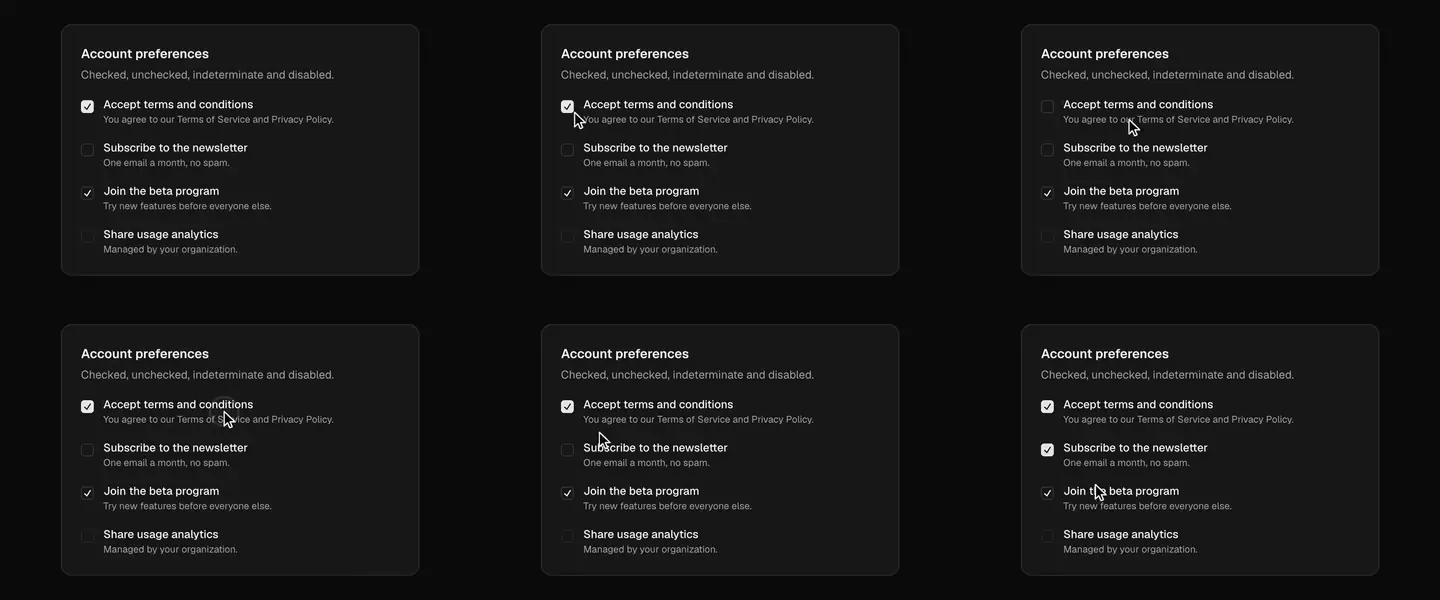 Account preferences
Checked, unchecked, indeterminate and disabled.
Accept terms and conditions
You agree to our Terms of Service and Privacy Policy.
Subscribe to the newsletter
One email a month, no spam.
Join the beta program
Try new features before everyone else.
Share usage analytics
Managed by your organization.
Account preferences
Checked, unchecked, indeterminate and disabled.
Accept terms and conditions
You agree to our Terms of Service and Privacy Policy.
Subscribe to the newsletter
One email a month, no spam.
Join the beta program
Try new features before everyone else.
Share usage analytics
Managed by your organization.
Account preferences
Checked, unchecked, indeterminate and disabled.
Accept terms and conditions
You agree to our Terms of Service and Privacy Policy.
Subscribe to the newsletter
One email a month, no spam.
Join the beta program
Try new features before everyone else.
Share usage analytics
Managed by your organization.
Account preferences
Checked, unchecked, indeterminate and disabled.
Accept terms and conditions
You agree to our Terms of Service and Privacy Policy.
Subscribe to the newsletter
One email a month, no spam.
Join the beta program
Try new features before everyone else.
Share usage analytics
Managed by your organization.
Account preferences
Checked, unchecked, indeterminate and disabled.
Accept terms and conditions
You agree to our Terms of Service and Privacy Policy.
Subscribe to the newsletter
One email a month, no spam.
Join the beta program
Try new features before everyone else.
Share usage analytics
Managed by your organization.
Account preferences
Checked, unchecked, indeterminate and disabled.
Accept terms and conditions
You agree to our Terms of Service and Privacy Policy.
Subscribe to the newsletter
One email a month, no spam.
Join the beta program
Try new features before everyone else.
Share usage analytics
Managed by your organization.